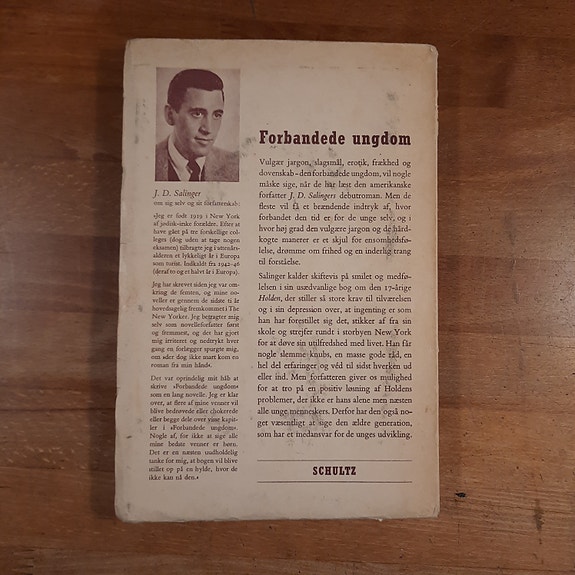 J. D. Salinger
om sig selv og sit forfatterskab:
»Jeg er født 1919 i New York
af jødisk-irske forældre. Efter at
have gået på tre forskellige col-
leges (dog uden at tage nogen
eksamen) tilbragte jeg i attenårs-
alderen et lykkeligt år i Europa
som turist. Indkaldt fra 1942-46
(deraf to og et halvt år i Europa).
Jeg har skrevet siden jeg var om-
kring de femten, og mine no-
veller er gennem de sidste ti år
hovedsagelig fremkommet i The
New Yorker. Jeg betragter mig
selv som novelleforfatter først
og fremmest, og det har gjort
mig irriteret og nedtrykt hver
gang en forlægger spurgte mig,
om »der dog ikke snart kom en
roman fra min hånd«.
Det var oprindelig mit håb at
skrive »Forbandede ungdom«
som en lang novelle. Jeg er klar
over, at flere af mine venner vil
blive bedrøvede eller chokerede
eller begge dele over visse kapit-
ler i »Forbandede ungdom«.
Nogle af, for ikke at sige alle
mine bedste venner er børn.
Det er en næsten uudholdelig
tanke for mig, at bogen vil blive
stillet op på en hylde, hvor de
ikke kan nå den.«
Forbandede ungdom
Vulgær jargon, slagsmål, erotik, frækhed og
dovenskab - den forbandede ungdom, vil nogle
måske sige, når de har læst den amerikanske
forfatter J. D. Salingers debutroman. Men de
fleste vil få et brændende indtryk af, hvor
forbandet den tid er for de unge selv, og i
hvor høj grad den vulgære jargon og de hård-
kogte manerer er et skjul for ensomhedsfø-
lelse, drømme om frihed og en inderlig trang
til forståelse.
Salinger kalder skiftevis på smilet og medfø-
lelsen i sin usædvanlige bog om den 17-årige
Holden, der stiller så store krav til tilværelsen
og i sin depression over, at ingenting er som
han har forestillet sig det, stikker af fra sin
skole og strejfer rundt i storbyen New York
for at døve sin utilfredshed med livet. Han får
nogle slemme knubs, en masse gode råd, en
hel del erfaringer og véd til sidst hverken ud
eller ind. Men forfatteren giver os mulighed
for at tro på en positiv løsning af Holdens
problemer, der ikke er hans alene men næsten
alle unge menneskers. Derfor har den også no-
get væsentligt at sige den ældre generation,
som har et medansvar for de unges udvikling.
SCHULTZ